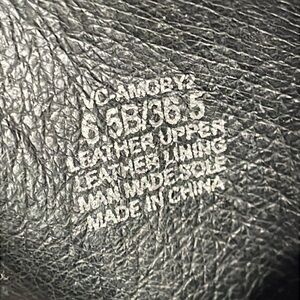 VC-AMOBY2
6.5B/36.5
LEATHER UPPER
LEATHER LINING
MAN MADE SOLE
MADE IN CHINA